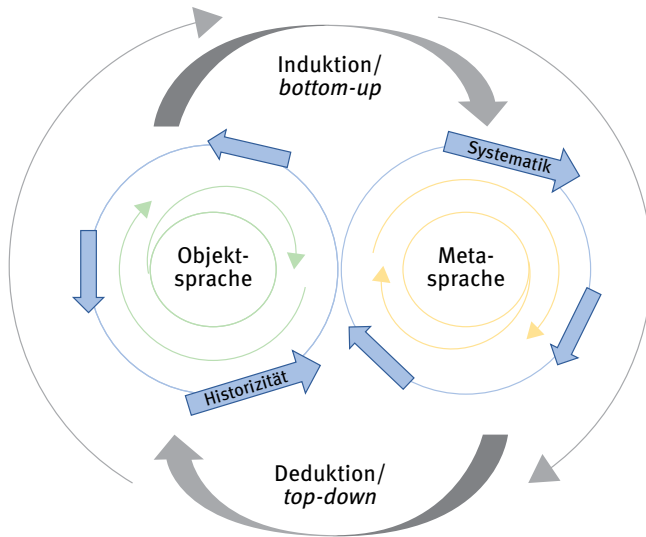 Induktion/
bottom-up
Systematik
Objekt-
sprache
Meta-
sprache
Historizität
Deduktion/
top-down